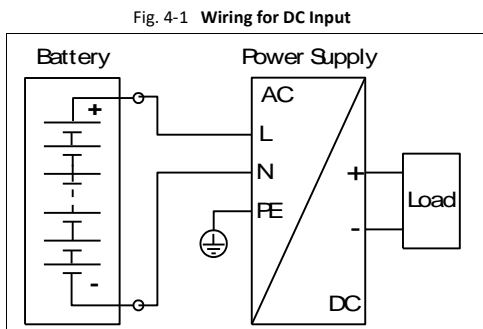 Fig. 4-1 Wiring for DC Input
Battery
Power Supply
AC
+
L
N
+
PE
Load
-
-
DC